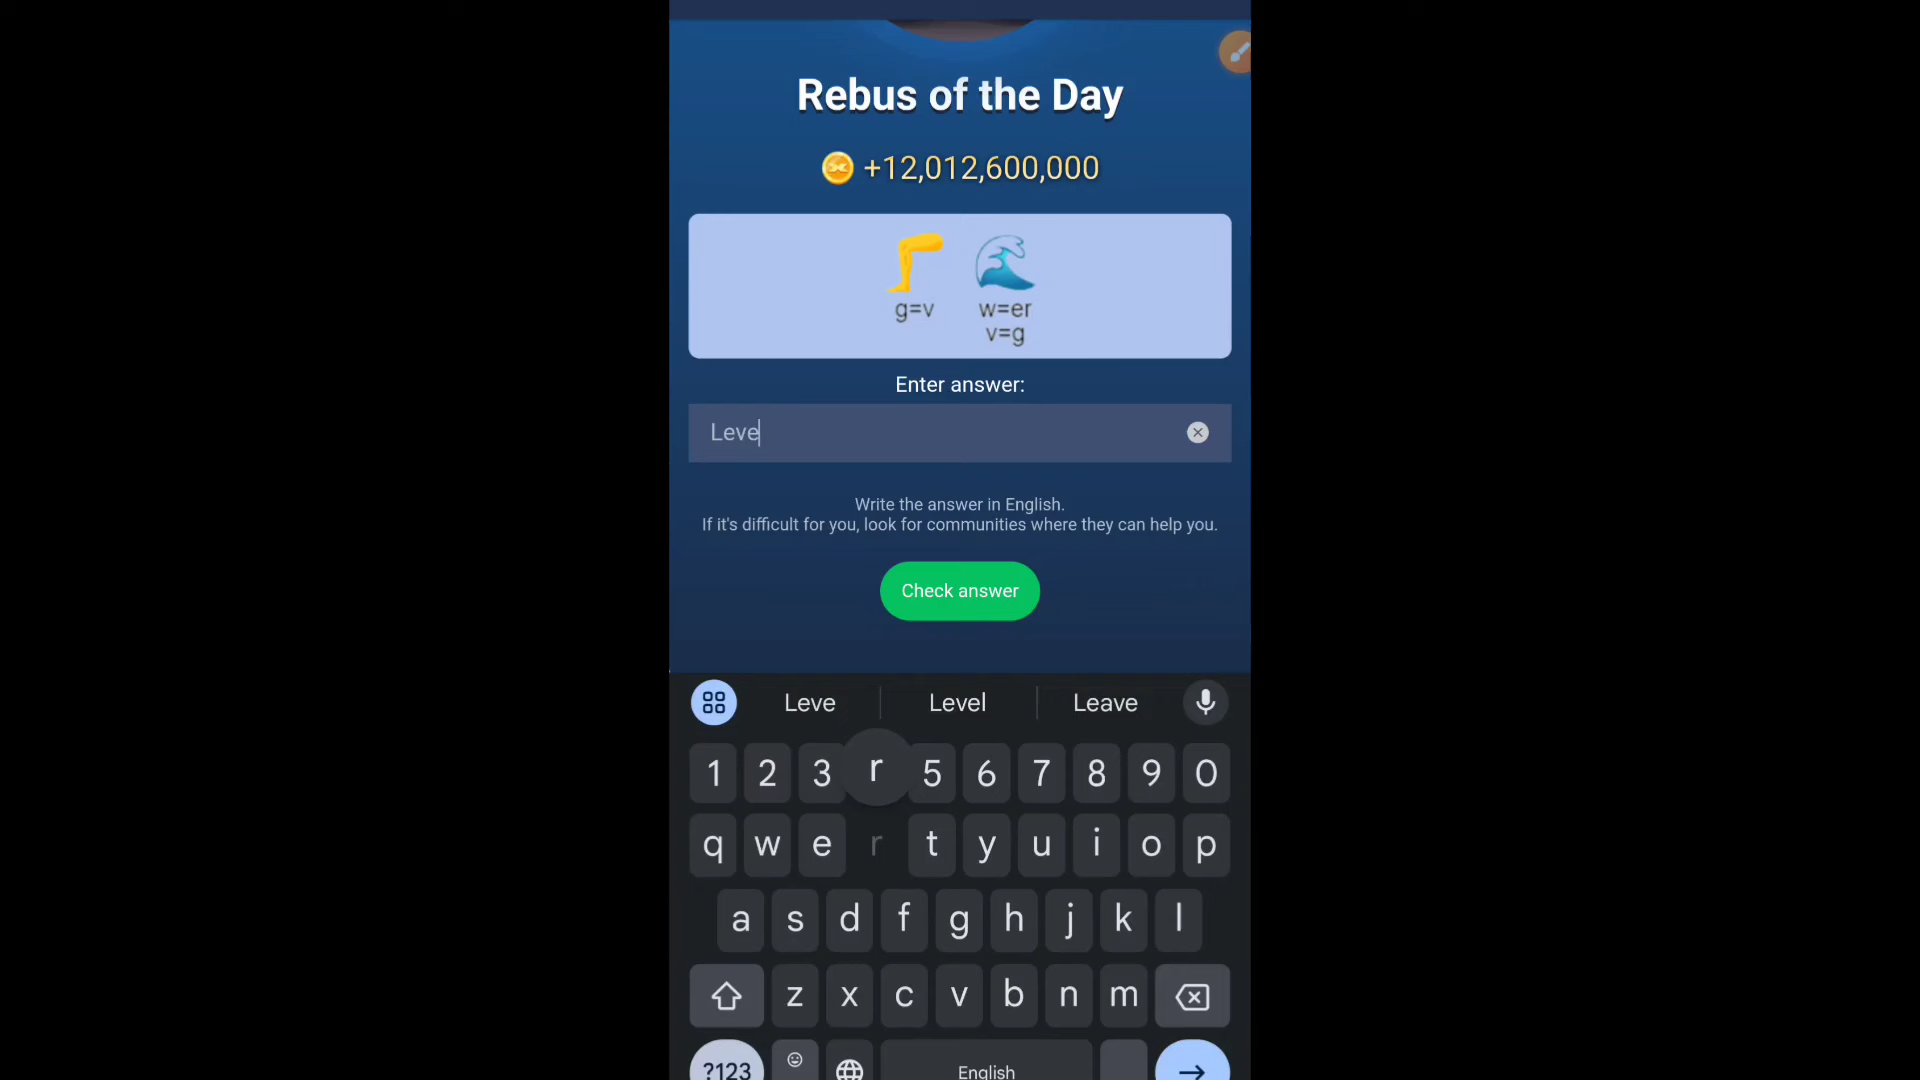 Rebus of the Day
+12,012,600,000
g=v w=er
v=g
Enter answer:
Leve
Write the answer in English.
If it's difficult for you, look for communities where they can help you.
Check answer
Leve Level Leave
1 2 3 r 5 6 7 8 9 0
q w e r t y u i o p
a s d f g h j k l
z x c v b n m
?123 English